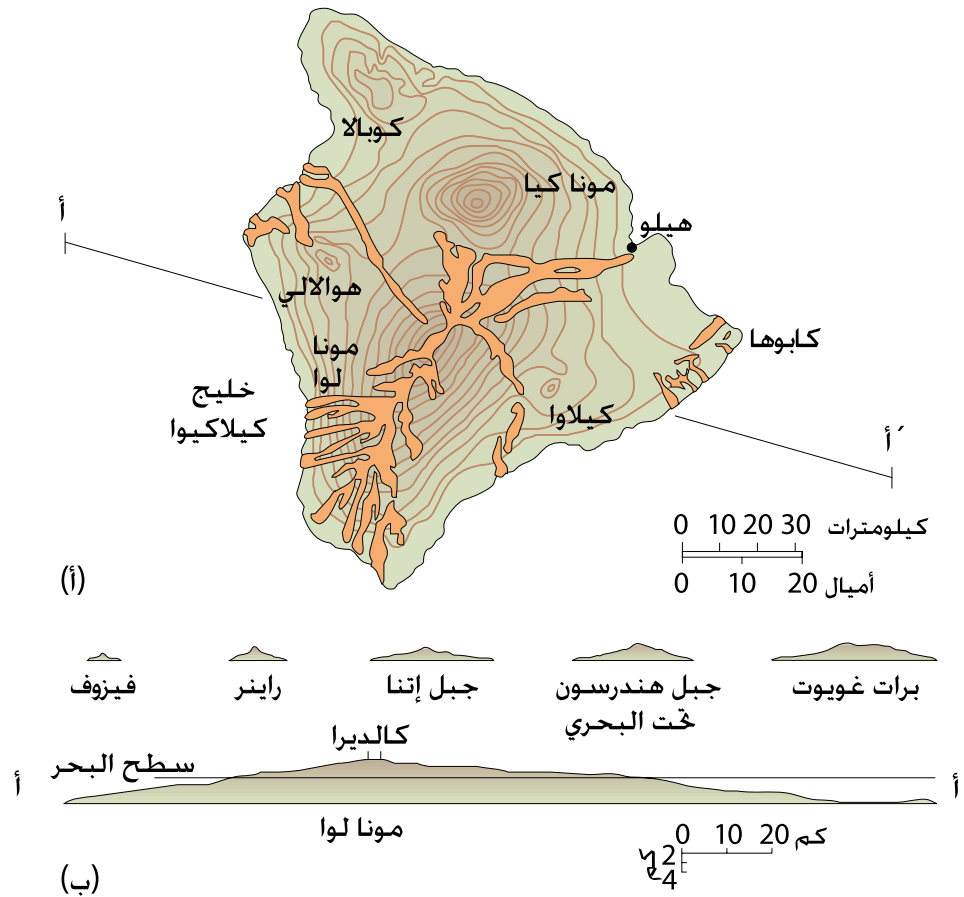 كوبالا
مونا كيا
أ
هيلو
هوالالي
كابوها
مونا
لوا
خليج
كيلاكيوا
كيلاوا
أ´
0 10 20 30 كيلومترات
0 10 20 أميال
(أ)
فيزوف
راينر
جبل إتنا
جبل هندرسون
تحت البحري
برات غويوت
كالديرا
سطح البحر
أ
أ
مونا لوا
0 10 20 كم
2
4
(ب)